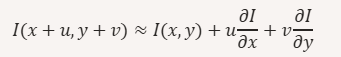 I(x + u, y + v) ≈ I(x, y) + u ∂I/∂x + v ∂I/∂y